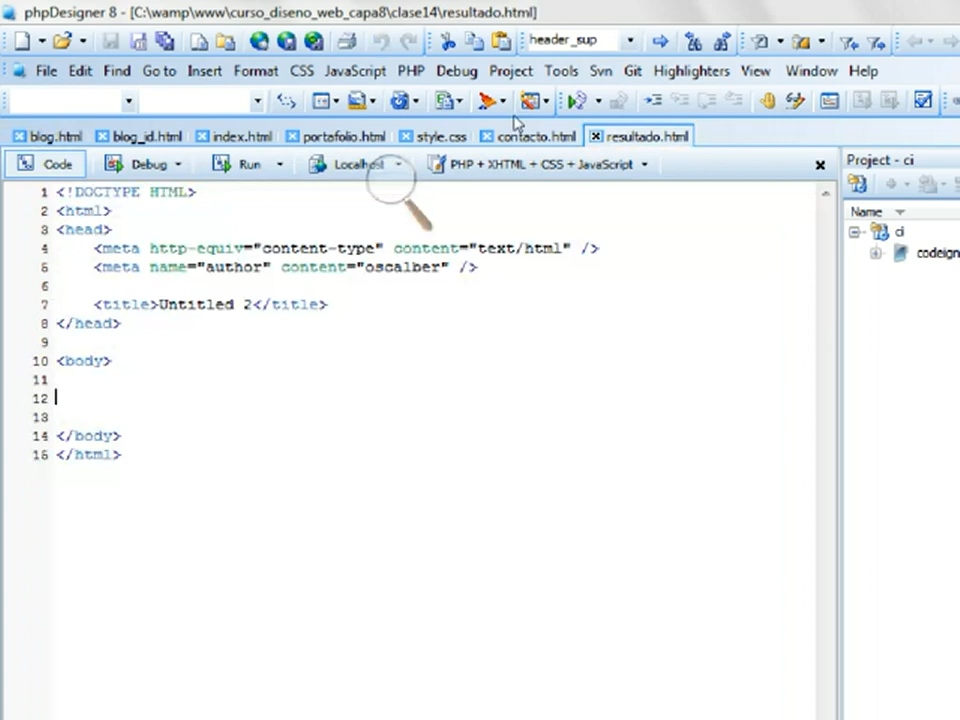 phpDesigner 8 - [C:\wamp\www\curso_diseno_web_capa8\clase14\resultado.html]
header_sup
File Edit Find Go to Insert Format CSS JavaScript PHP Debug Project Tools Svn Git Highlighters View Window Help
blog.html blog_id.html index.html portafolio.html style.css contacto.html resultado.html
Code Debug Run Localhost PHP + XHTML + CSS + JavaScript
Project - ci
Name
ci
codeign
1 <!DOCTYPE HTML>
2 <html>
3 <head>
4 <meta http-equiv="content-type" content="text/html" />
5 <meta name="author" content="oscalber" />
6
7 <title>Untitled 2</title>
8 </head>
9
10 <body>
11
12
13
14 </body>
15 </html>